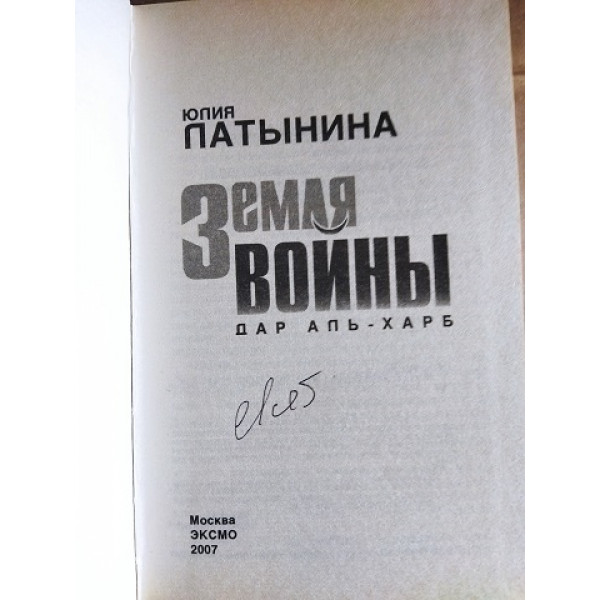 ЮЛИЯ
ЛАТЫНИНА
Земля
ВОЙНЫ
ДАР АЛЬ-ХАРБ
Москва
ЭКСМО
2007